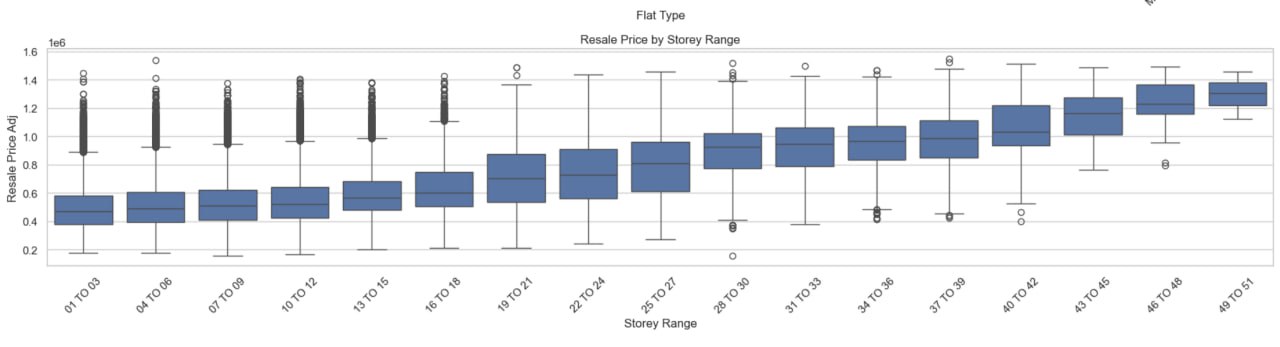 Flat Type
Resale Price by Storey Range
1e6
1.6
1.4
1.2
1.0
0.8
0.6
0.4
0.2
Resale Price Adj
01 TO 03
04 TO 06
07 TO 09
10 TO 12
13 TO 15
16 TO 18
19 TO 21
22 TO 24
25 TO 27
28 TO 30
31 TO 33
34 TO 36
37 TO 39
40 TO 42
43 TO 45
46 TO 48
49 TO 51
Storey Range